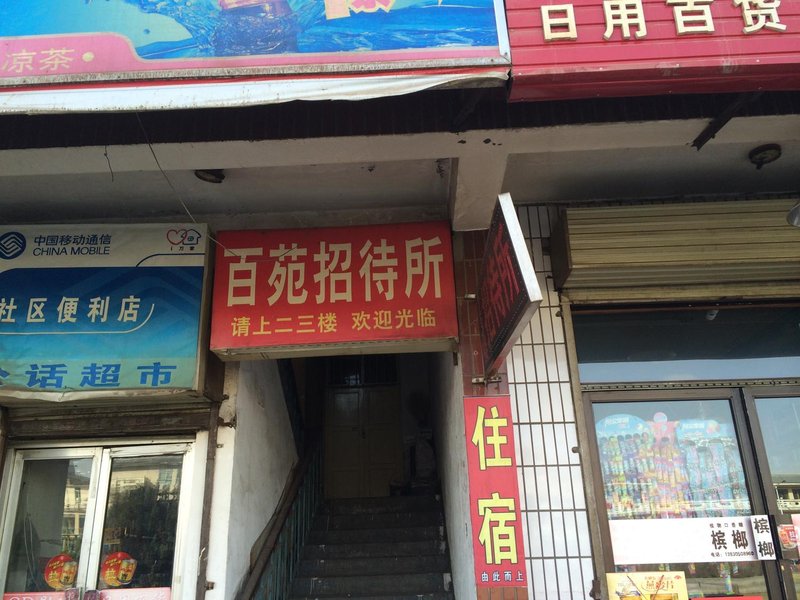 凉茶
日用百货
中国移动通信
CHINA MOBILE
社区便利店
话超市
百苑招待所
请上二三楼 欢迎光临
住宿
由此而上
槟榔
槟榔